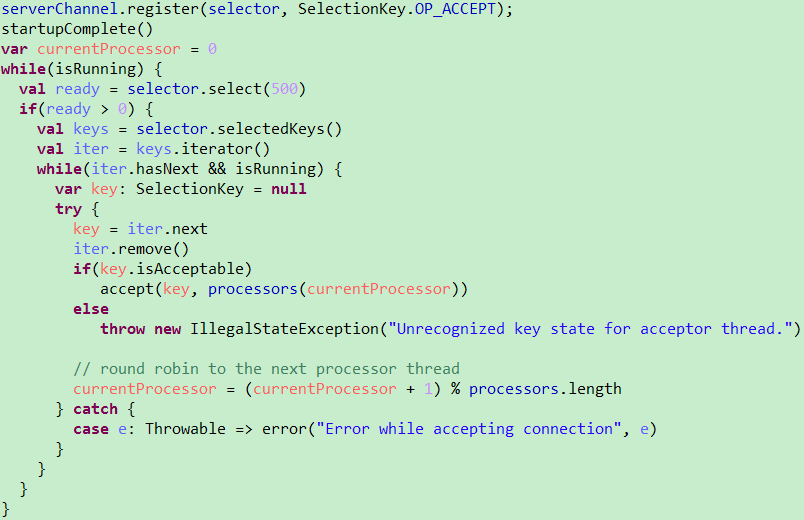 serverChannel.register(selector, SelectionKey.OP_ACCEPT);
startupComplete()
var currentProcessor = 0
while(isRunning) {
  val ready = selector.select(500)
  if(ready > 0) {
    val keys = selector.selectedKeys()
    val iter = keys.iterator()
    while(iter.hasNext && isRunning) {
      var key: SelectionKey = null
      try {
        key = iter.next
        iter.remove()
        if(key.isAcceptable)
           accept(key, processors(currentProcessor))
        else
           throw new IllegalStateException("Unrecognized key state for acceptor thread.")

        // round robin to the next processor thread
        currentProcessor = (currentProcessor + 1) % processors.length
      } catch {
        case e: Throwable => error("Error while accepting connection", e)
      }
    }
  }
}